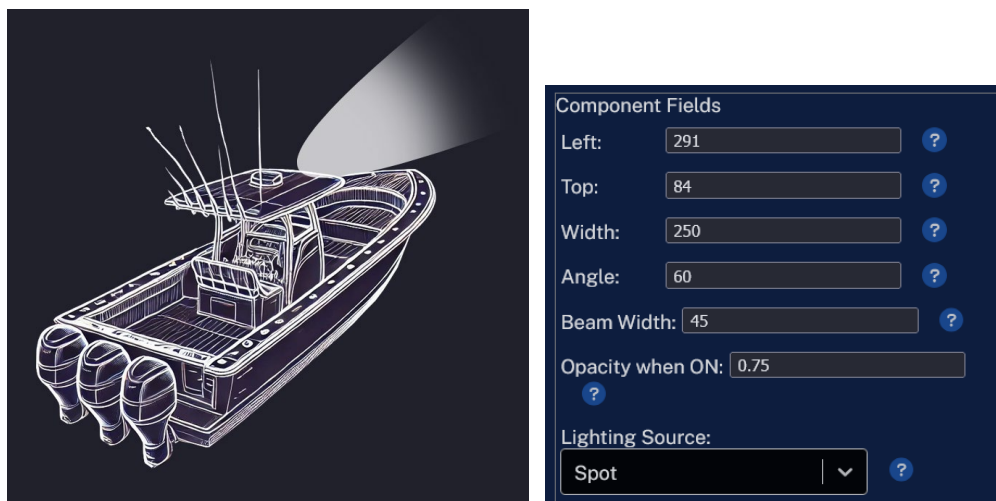 Component Fields
Left: 291 ?
Top: 84 ?
Width: 250 ?
Angle: 60 ?
Beam Width: 45 ?
Opacity when ON: 0.75
?
Lighting Source:
Spot ?